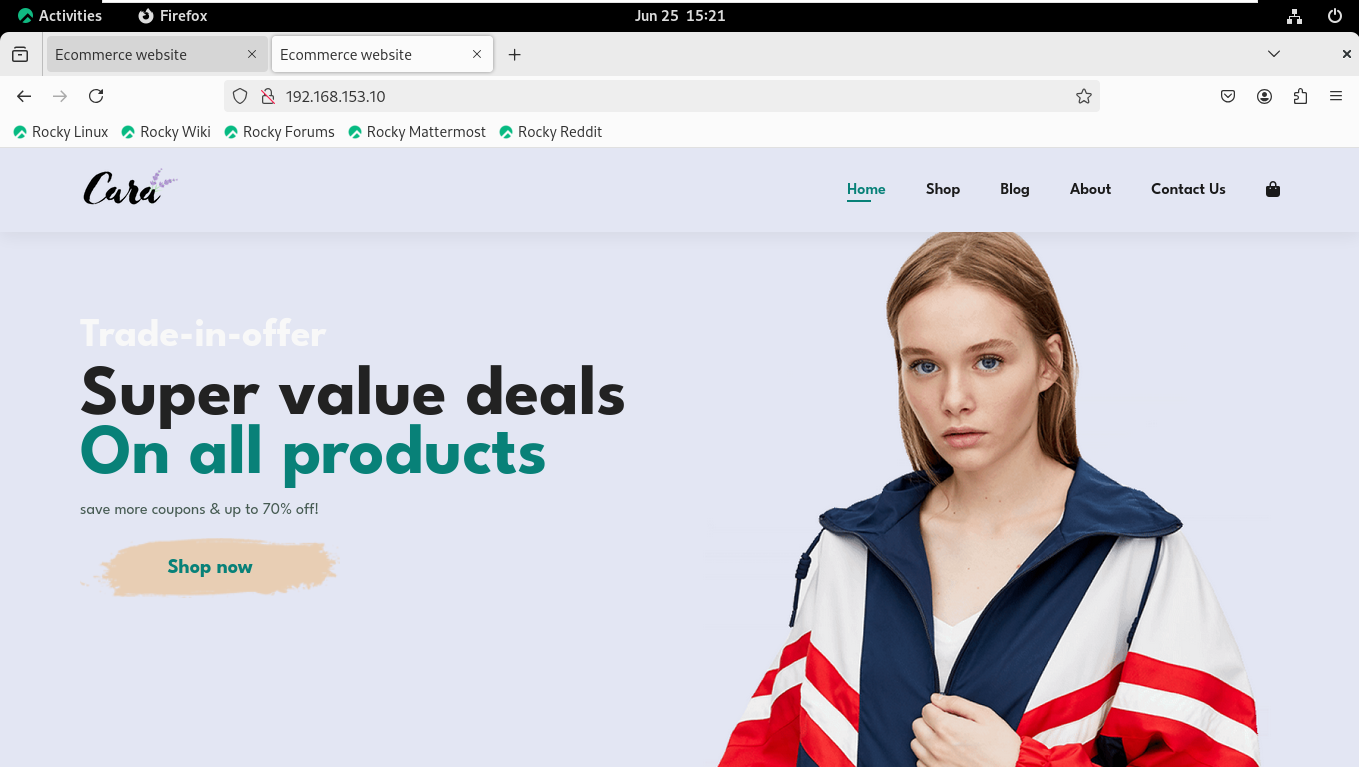 Activities Firefox Jun 25 15:21
Ecommerce website Ecommerce website
192.168.153.10
Rocky Linux Rocky Wiki Rocky Forums Rocky Mattermost Rocky Reddit
Cara Home Shop Blog About Contact Us
Trade-in-offer
Super value deals
On all products
save more coupons & up to 70% off!
Shop now